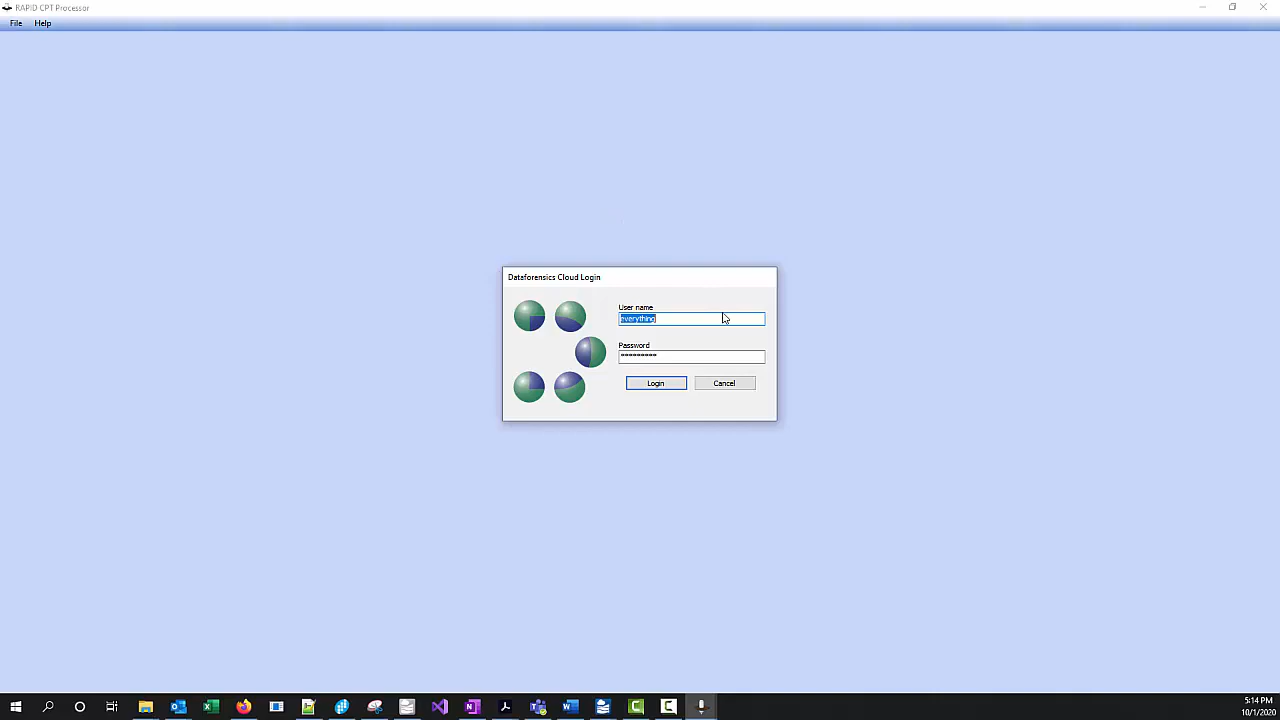 RAPID CPT Processor
File Help
Dataforensics Cloud Login
User name
everything
Password
*********
Login Cancel
5:14 PM
10/1/2020